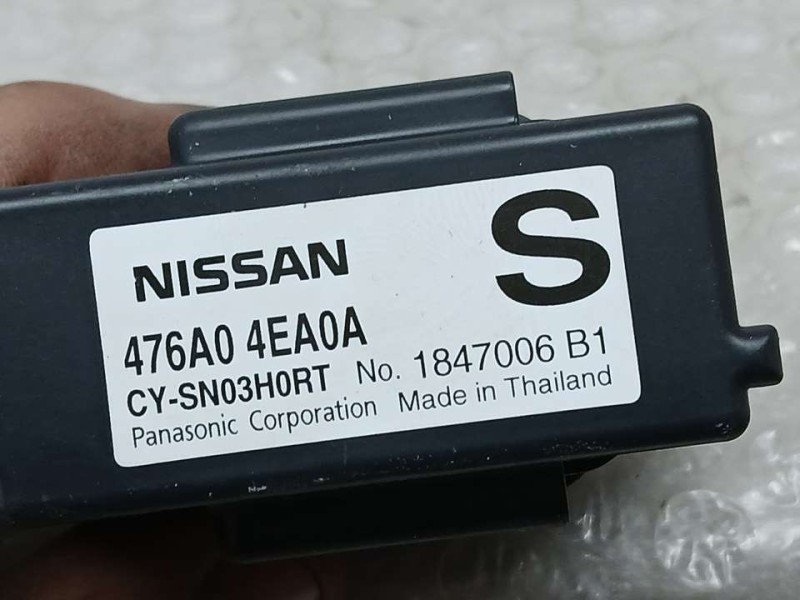 NISSAN S
476A0 4EA0A
CY-SN03H0RT No. 1847006 B1
Panasonic Corporation Made in Thailand